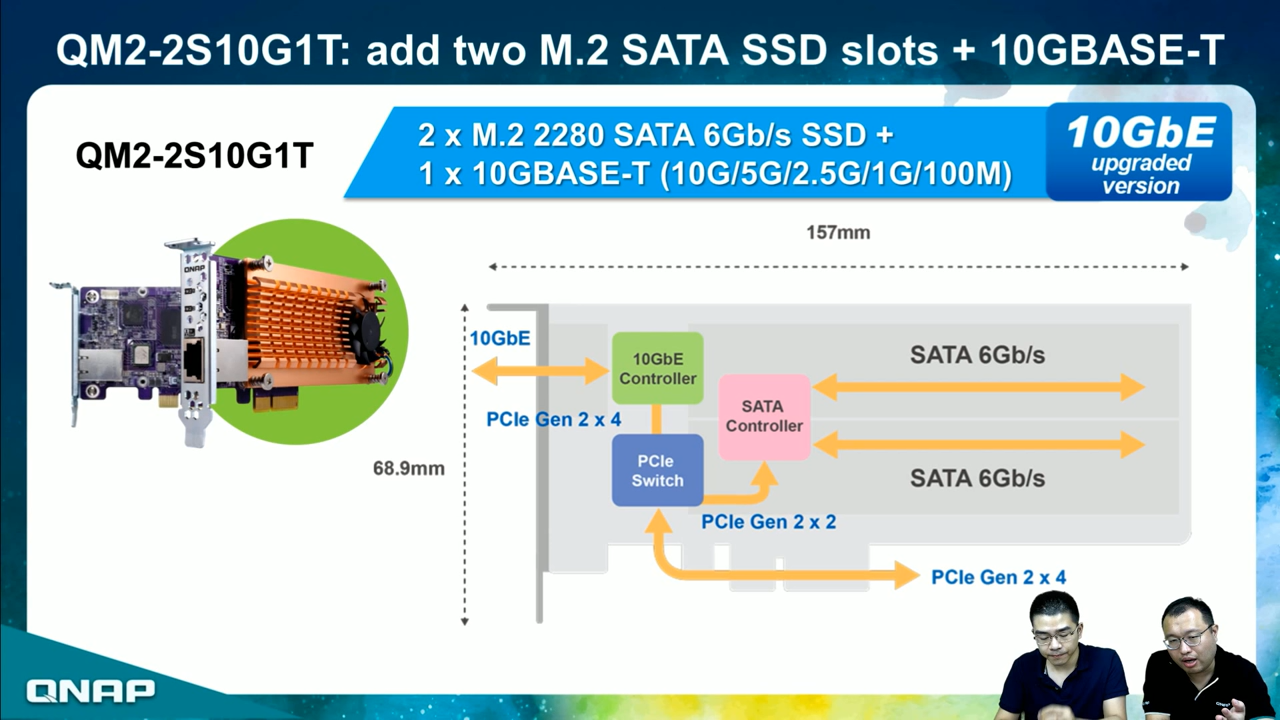 QM2-2S10G1T: add two M.2 SATA SSD slots + 10GBASE-T
QM2-2S10G1T
2 x M.2 2280 SATA 6Gb/s SSD +
1 x 10GBASE-T (10G/5G/2.5G/1G/100M)
10GbE
upgraded
version
157mm
QNAP
10GbE
10GbE
Controller
SATA 6Gb/s
PCIe Gen 2 x 4
SATA
Controller
68.9mm
PCIe
Switch
SATA 6Gb/s
PCIe Gen 2 x 2
PCIe Gen 2 x 4
QNAP